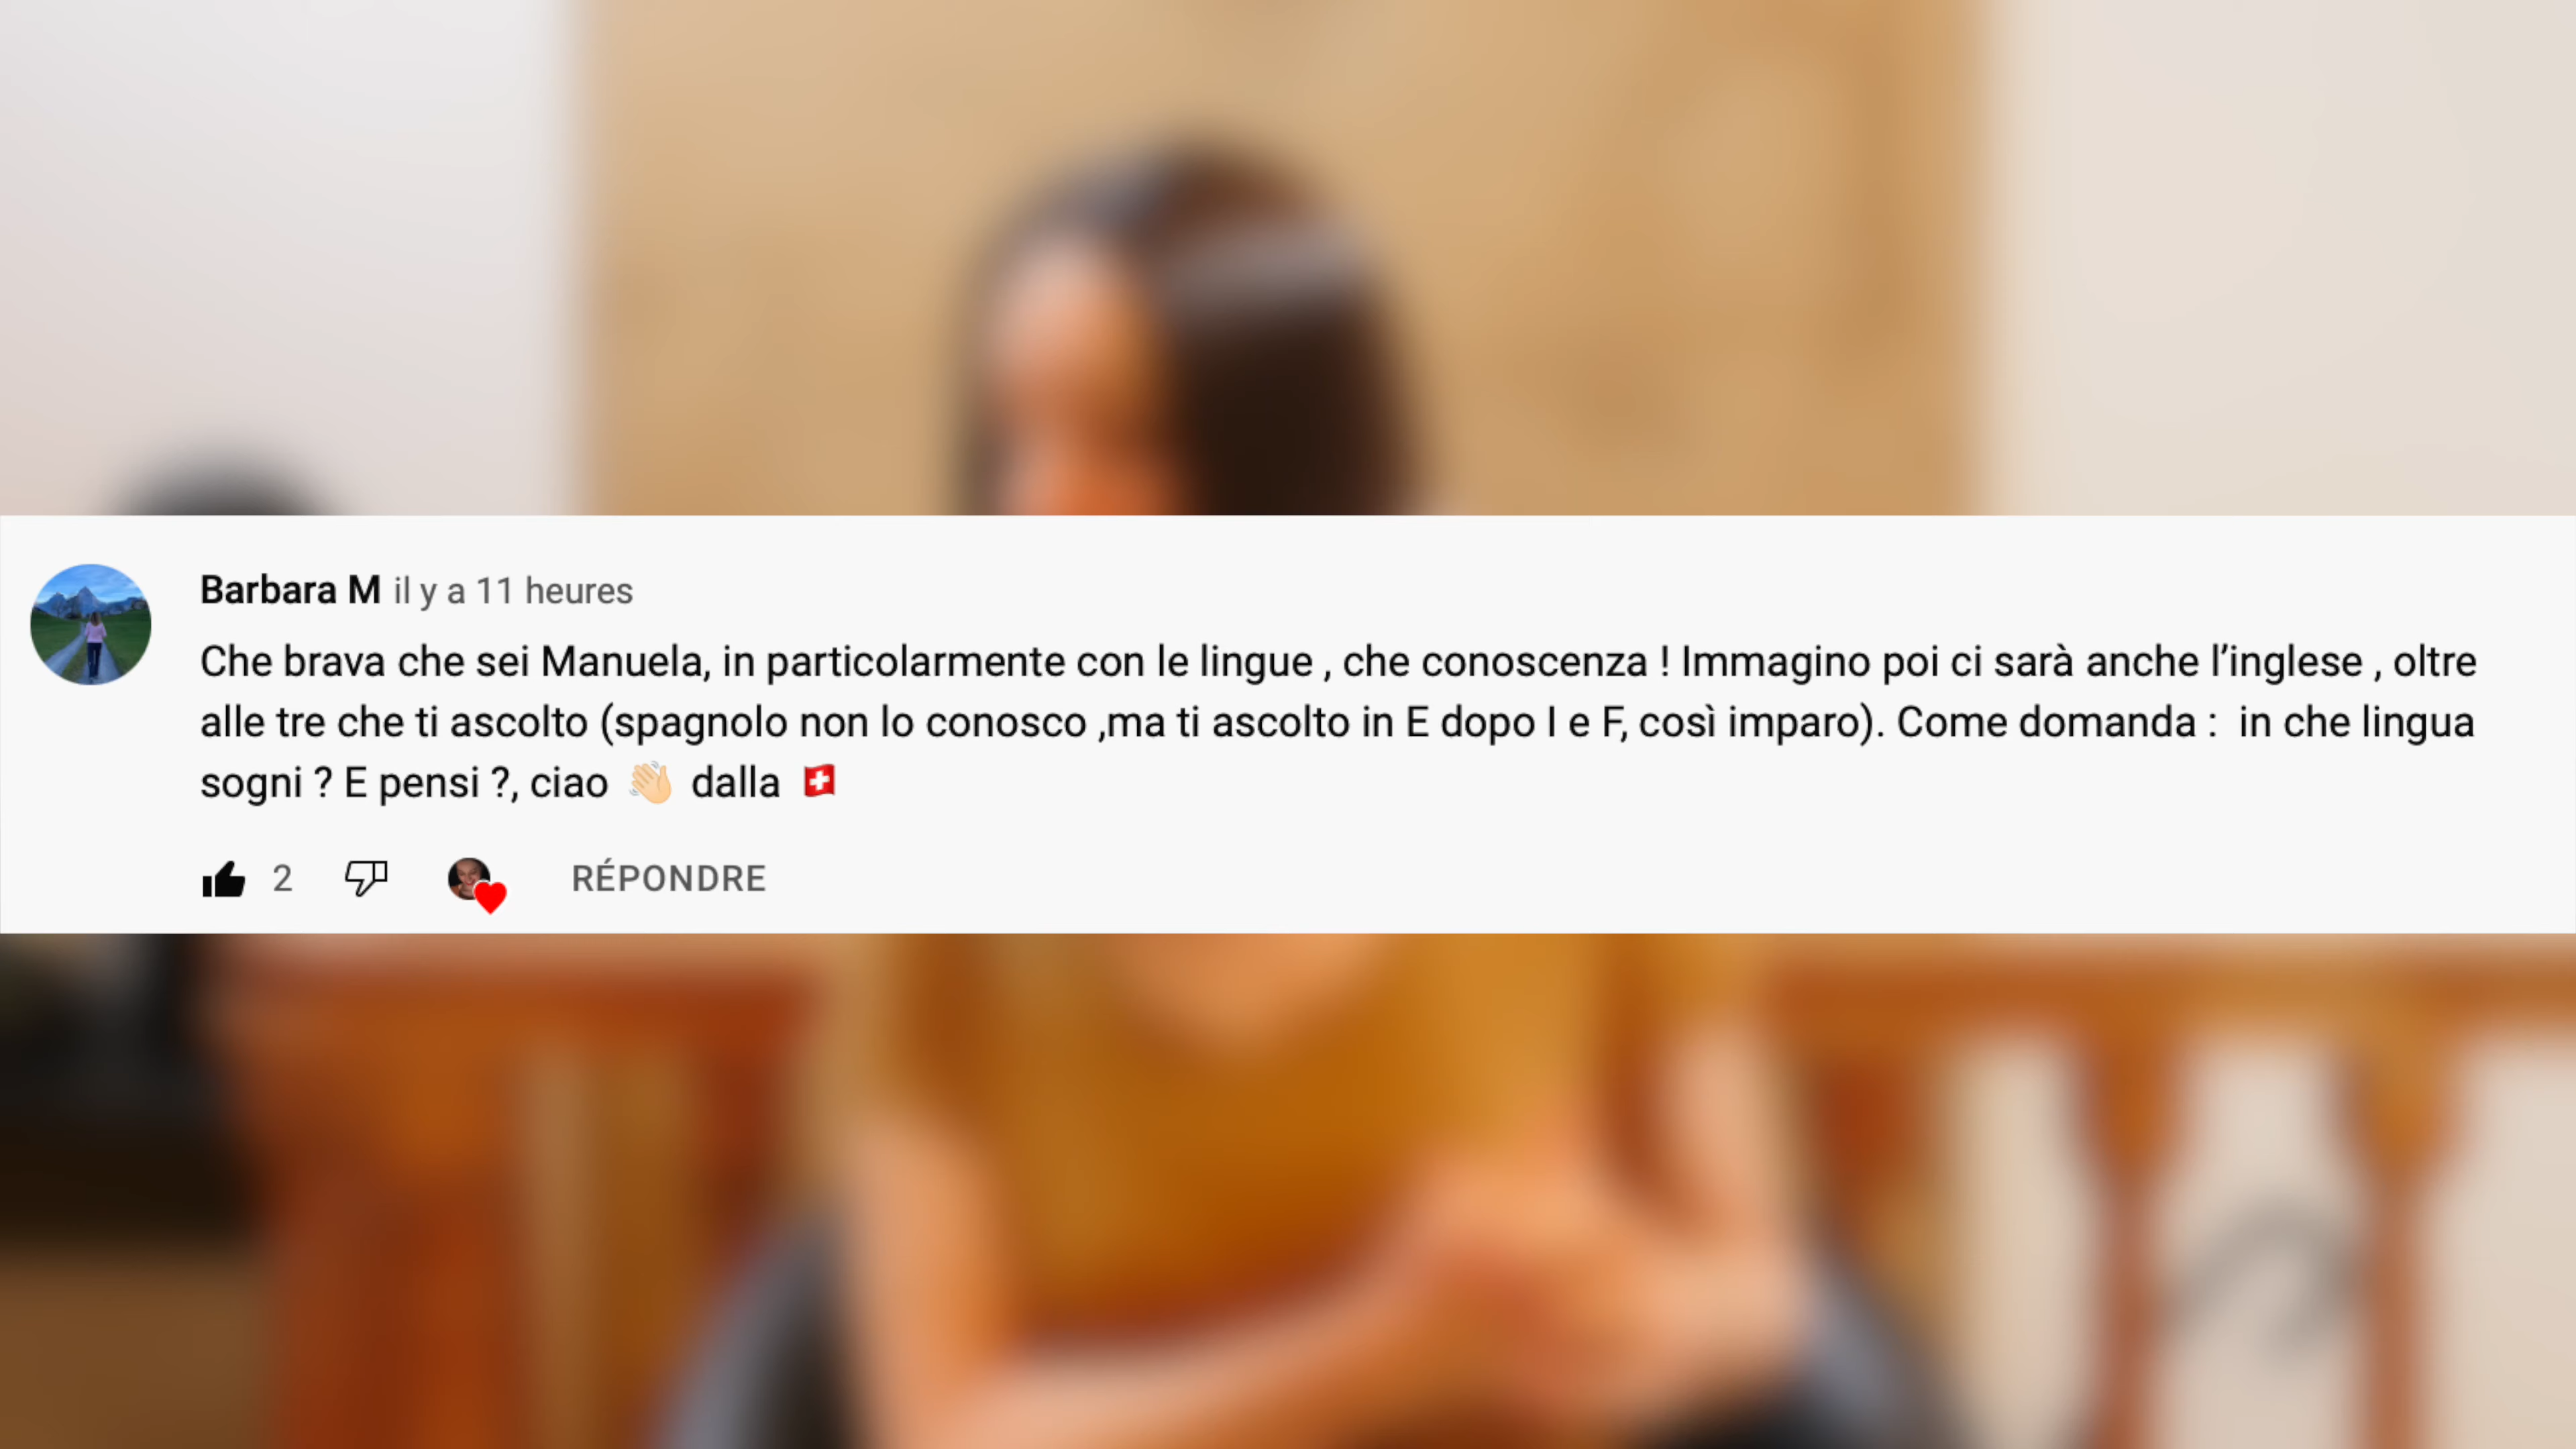 Barbara M il y a 11 heures
Che brava che sei Manuela, in particolarmente con le lingue , che conoscenza ! Immagino poi ci sarà anche l’inglese , oltre
alle tre che ti ascolto (spagnolo non lo conosco ,ma ti ascolto in E dopo I e F, così imparo). Come domanda :  in che lingua
sogni ? E pensi ?, ciao 👋🏻 dalla 🇨🇭
2 RÉPONDRE